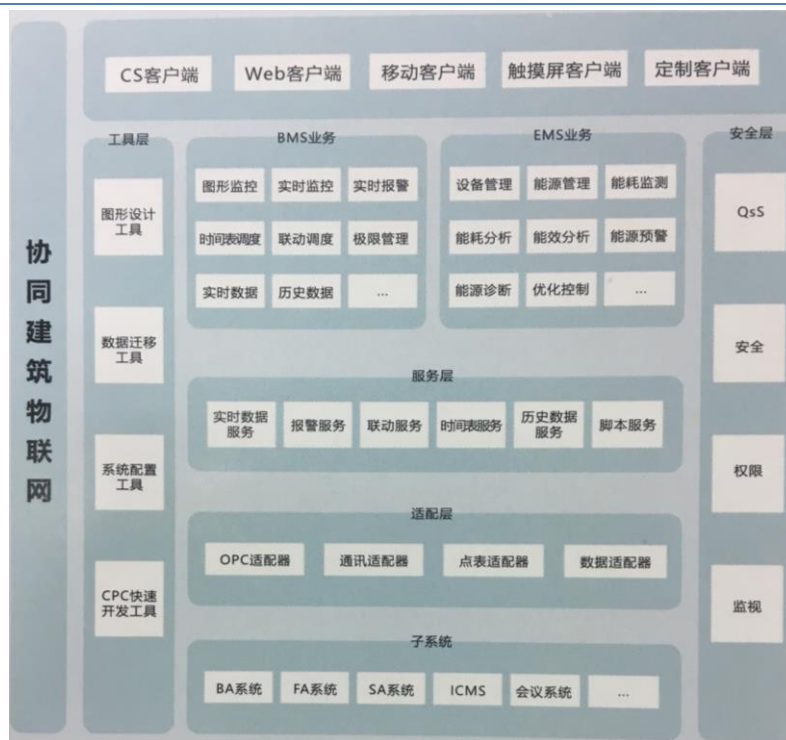 协同建筑物联网
CS客户端 Web客户端 移动客户端 触摸屏客户端 定制客户端
工具层
图形设计
工具
数据迁移
工具
系统配置
工具
CPC快速
开发工具
BMS业务
图形监控 实时监控 实时报警
时间表调度 联动调度 极限管理
实时数据 历史数据 ...
EMS业务
设备管理 能源管理 能耗监测
能耗分析 能效分析 能源预警
能源诊断 优化控制 ...
服务层
实时数据
服务
报警服务
联动服务
时间表服务
历史数据
服务
脚本服务
适配层
OPC适配器 通讯适配器 点表适配器 数据适配器
子系统
BA系统 FA系统 SA系统 ICMS 会议系统 ...
安全层
QsS
安全
权限
监视